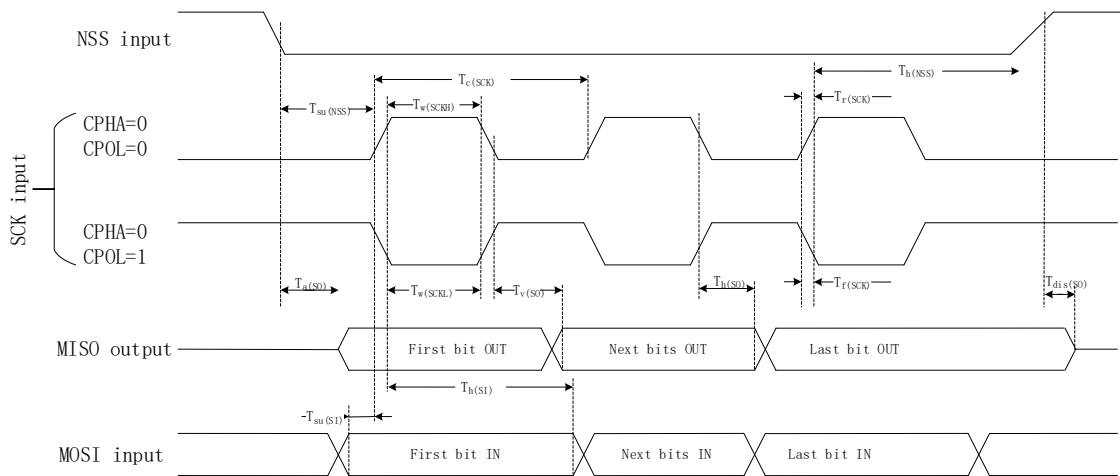 NSS input
Th(NSS)
Tc(SCK)
Tsu(NSS)
Tw(SCKH)
Tr(SCK)
SCK input
CPHA=0
CPOL=0
CPHA=0
CPOL=1
Ta(SO)
Tw(SCKL)
Tv(SO)
Th(SO)
Tf(SCK)
Tdis(SO)
MISO output
First bit OUT
Next bits OUT
Last bit OUT
Th(SI)
Tsu(SI)
MOSI input
First bit IN
Next bits IN
Last bit IN